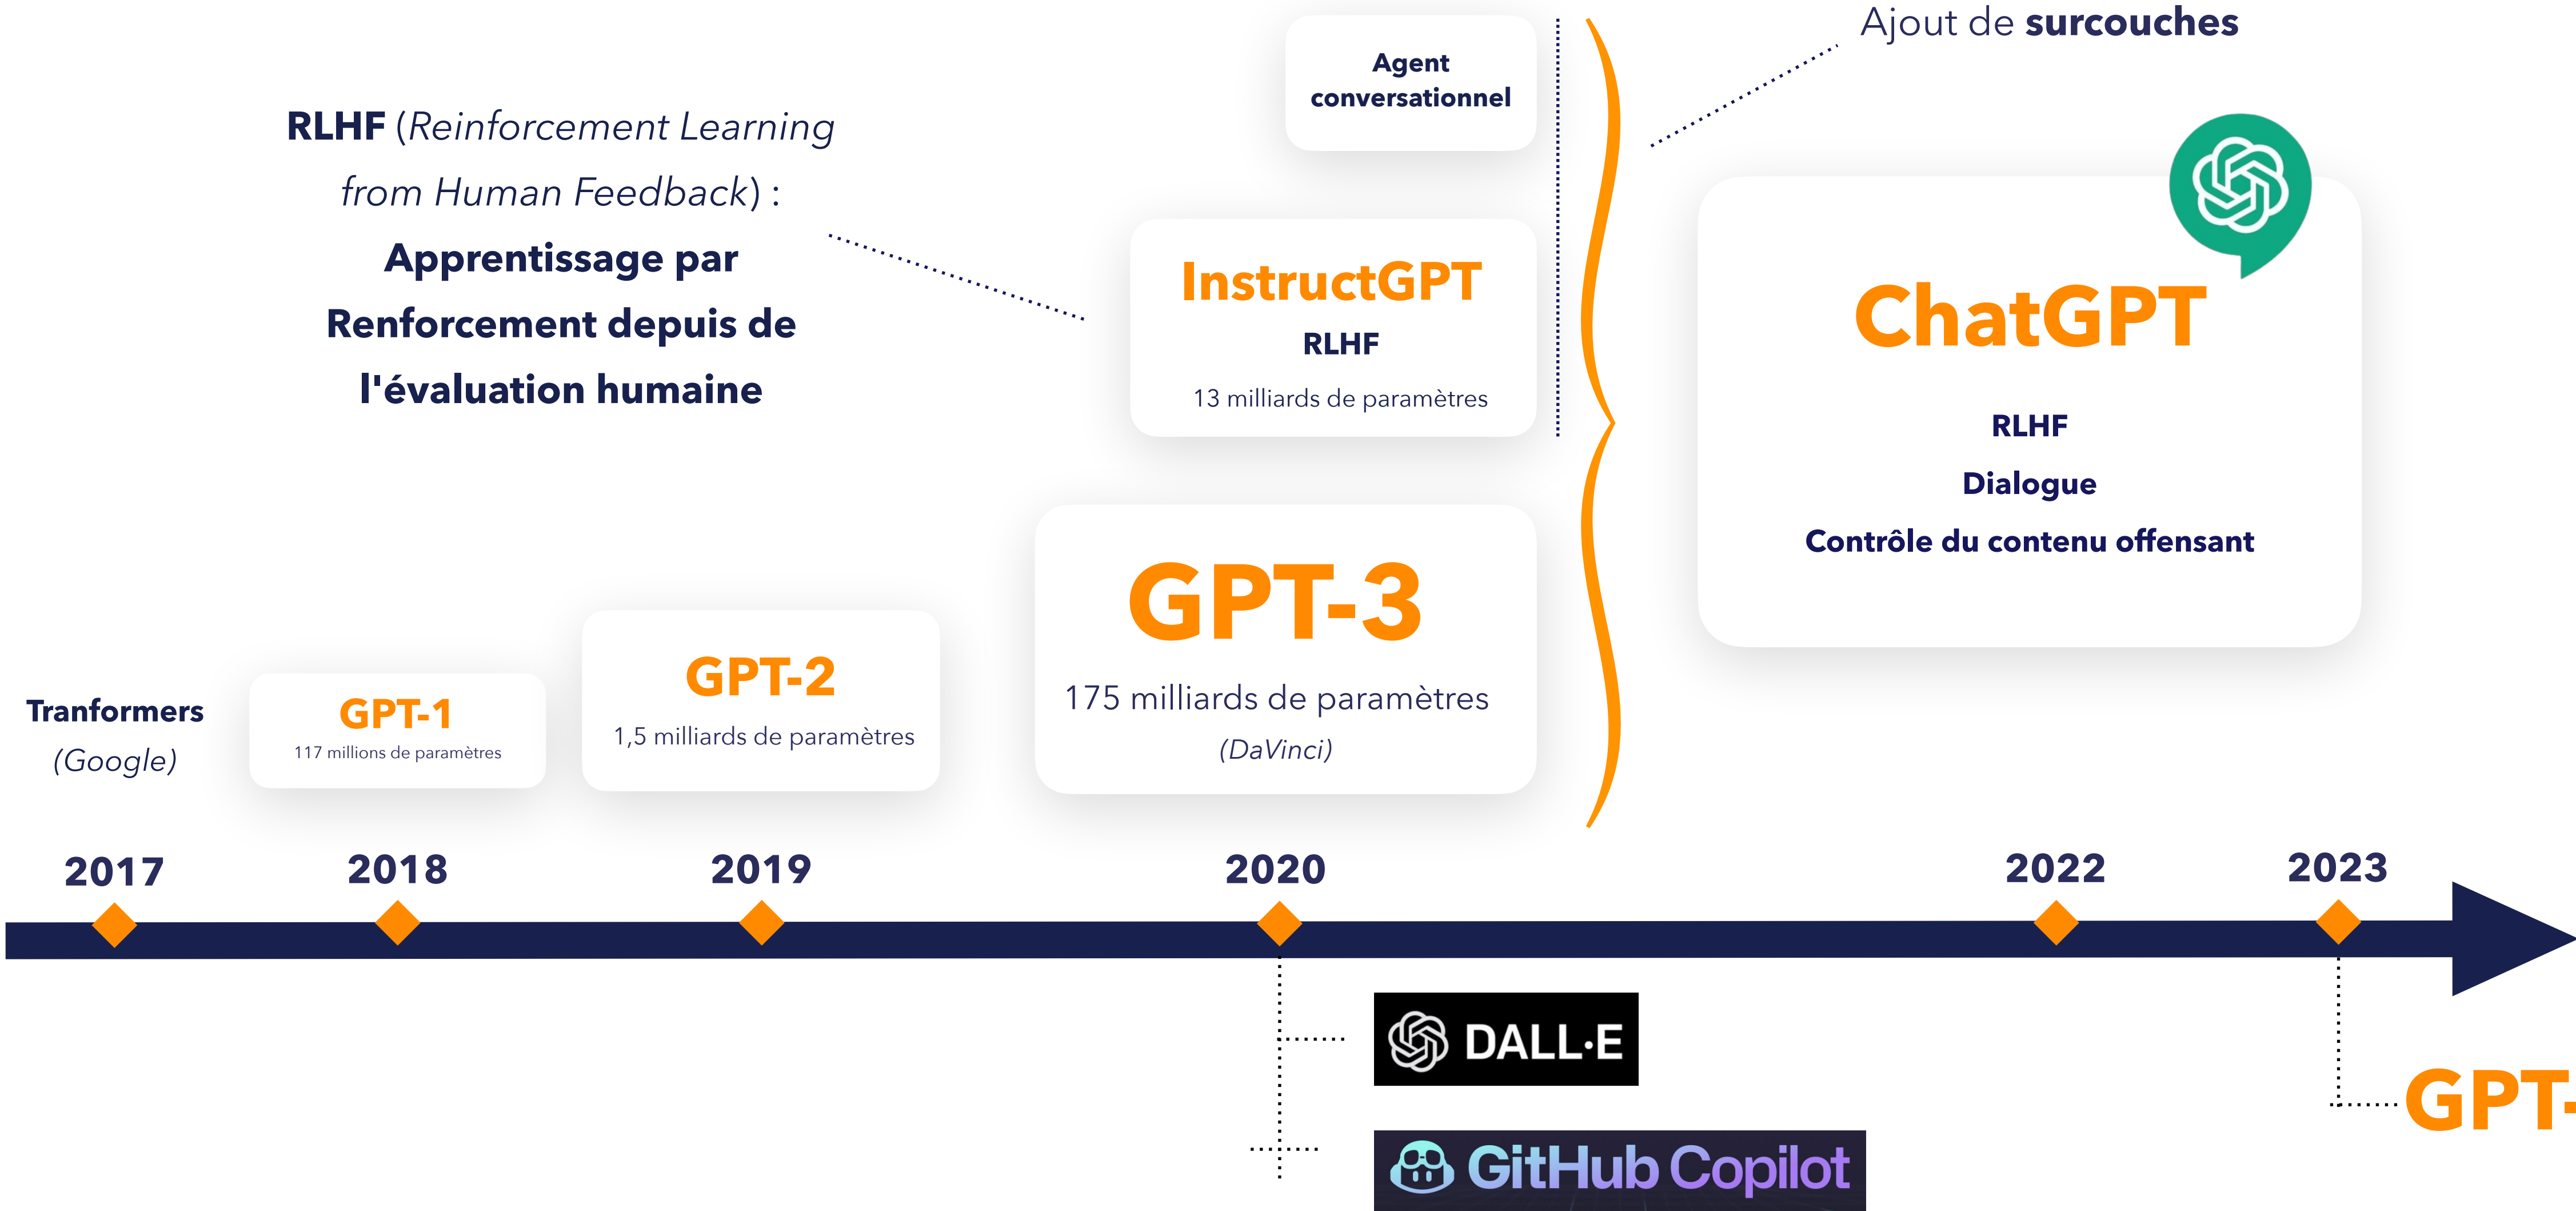 Ajout de surcouches
Agent
conversationnel
RLHF (Reinforcement Learning
from Human Feedback) :
Apprentissage par
Renforcement depuis de
l'évaluation humaine
InstructGPT
RLHF
13 milliards de paramètres
ChatGPT
RLHF
Dialogue
Contrôle du contenu offensant
GPT-3
175 milliards de paramètres
(DaVinci)
GPT-2
1,5 milliards de paramètres
GPT-1
117 millions de paramètres
Tranformers
(Google)
2017
2018
2019
2020
2022
2023
DALL·E
GPT-
GitHub Copilot